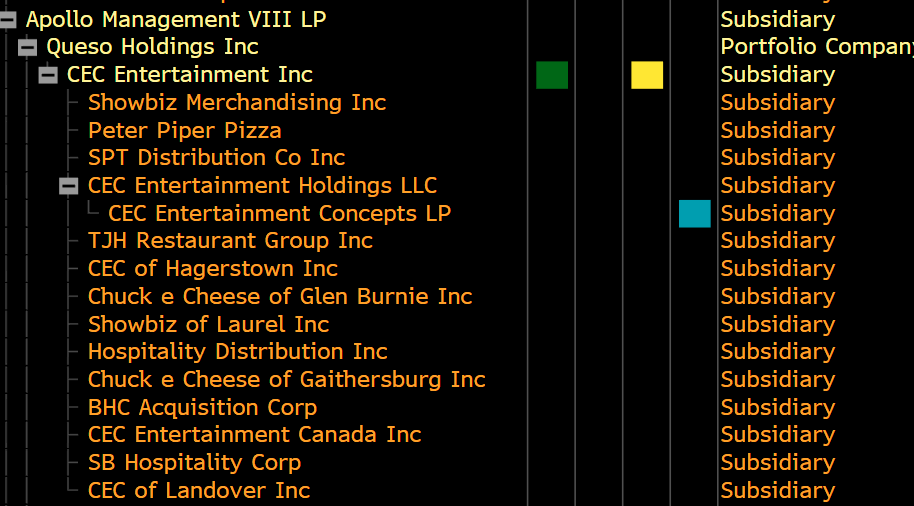 Apollo Management VIII LP Subsidiary
Queso Holdings Inc Portfolio Company
CEC Entertainment Inc Subsidiary
Showbiz Merchandising Inc Subsidiary
Peter Piper Pizza Subsidiary
SPT Distribution Co Inc Subsidiary
CEC Entertainment Holdings LLC Subsidiary
CEC Entertainment Concepts LP Subsidiary
TJH Restaurant Group Inc Subsidiary
CEC of Hagerstown Inc Subsidiary
Chuck e Cheese of Glen Burnie Inc Subsidiary
Showbiz of Laurel Inc Subsidiary
Hospitality Distribution Inc Subsidiary
Chuck e Cheese of Gaithersburg Inc Subsidiary
BHC Acquisition Corp Subsidiary
CEC Entertainment Canada Inc Subsidiary
SB Hospitality Corp Subsidiary
CEC of Landover Inc Subsidiary